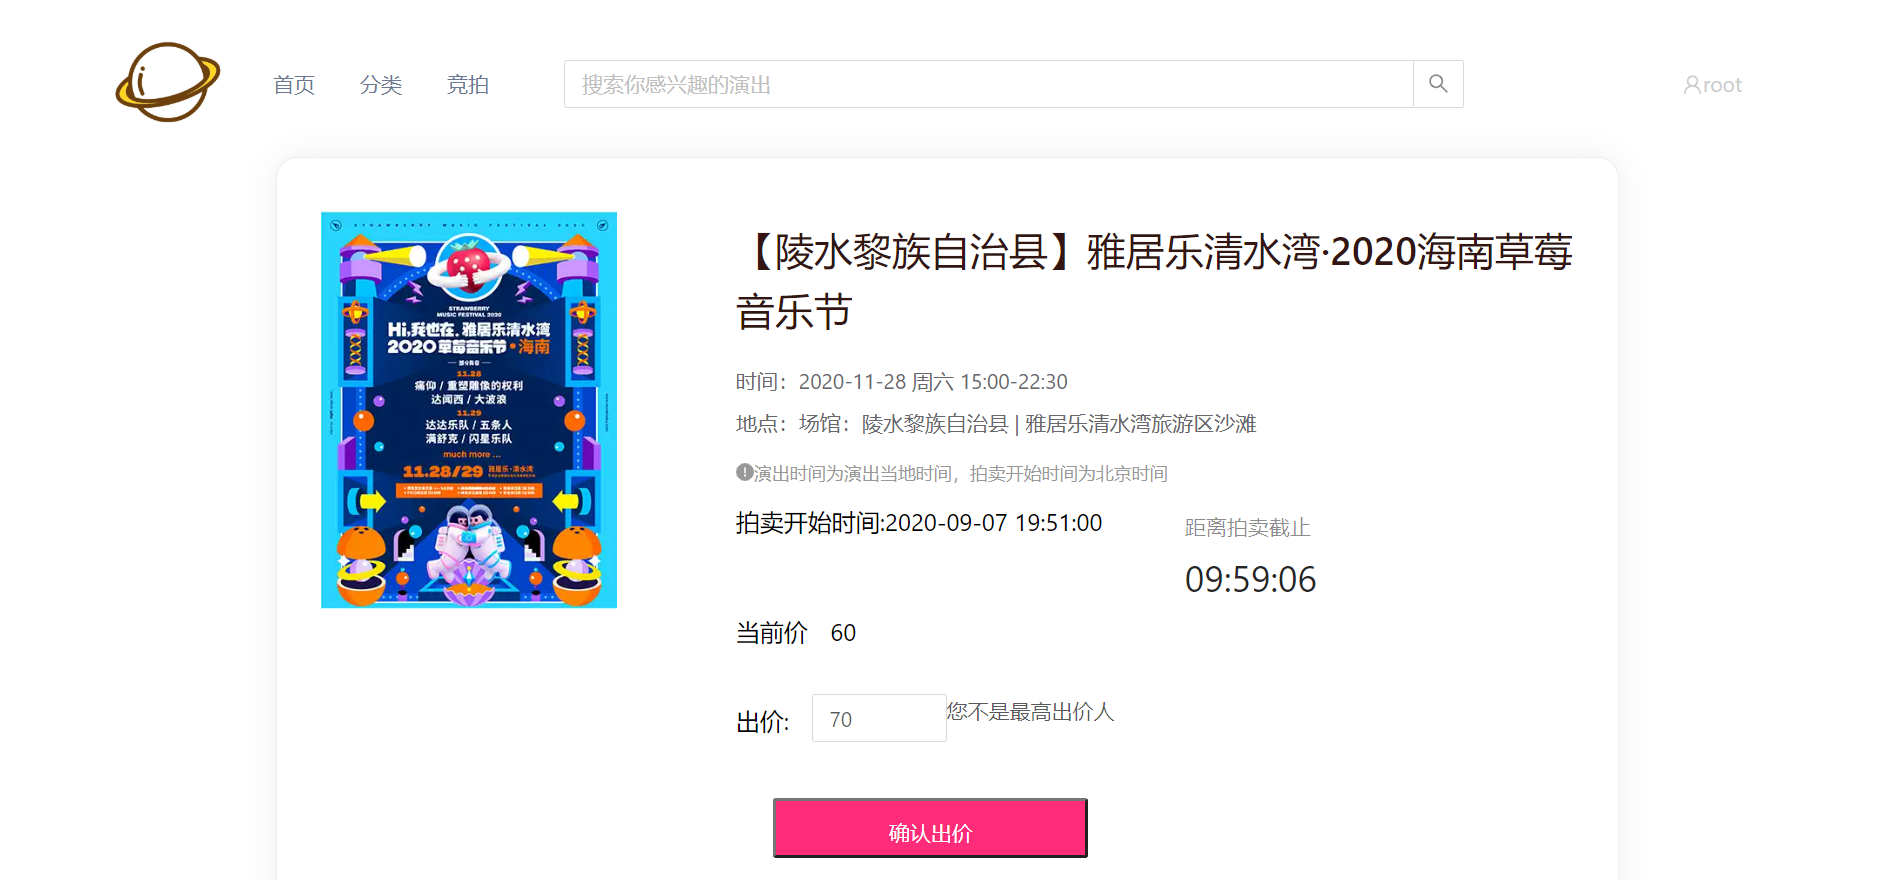 首页
分类
竞拍
搜索你感兴趣的演出
root
STRAWBERRY MUSIC FESTIVAL 2020
STRAWBERRY
MUSIC FESTIVAL 2020
Hi,我也在.雅居乐清水湾
2020草莓音乐节·海南
部分阵容
11.28
痛仰 / 重塑雕像的权利
达闻西 / 大波浪
11.29
达达乐队 / 五条人
满舒克 / 闪星乐队
much more ...
11.28/29 雅居乐·清水湾
【陵水黎族自治县】雅居乐清水湾·2020海南草莓
音乐节
时间：2020-11-28 周六 15:00-22:30
地点：场馆：陵水黎族自治县 | 雅居乐清水湾旅游区沙滩
演出时间为演出当地时间，拍卖开始时间为北京时间
拍卖开始时间:2020-09-07 19:51:00
距离拍卖截止
09:59:06
当前价 60
出价: 70 您不是最高出价人
确认出价